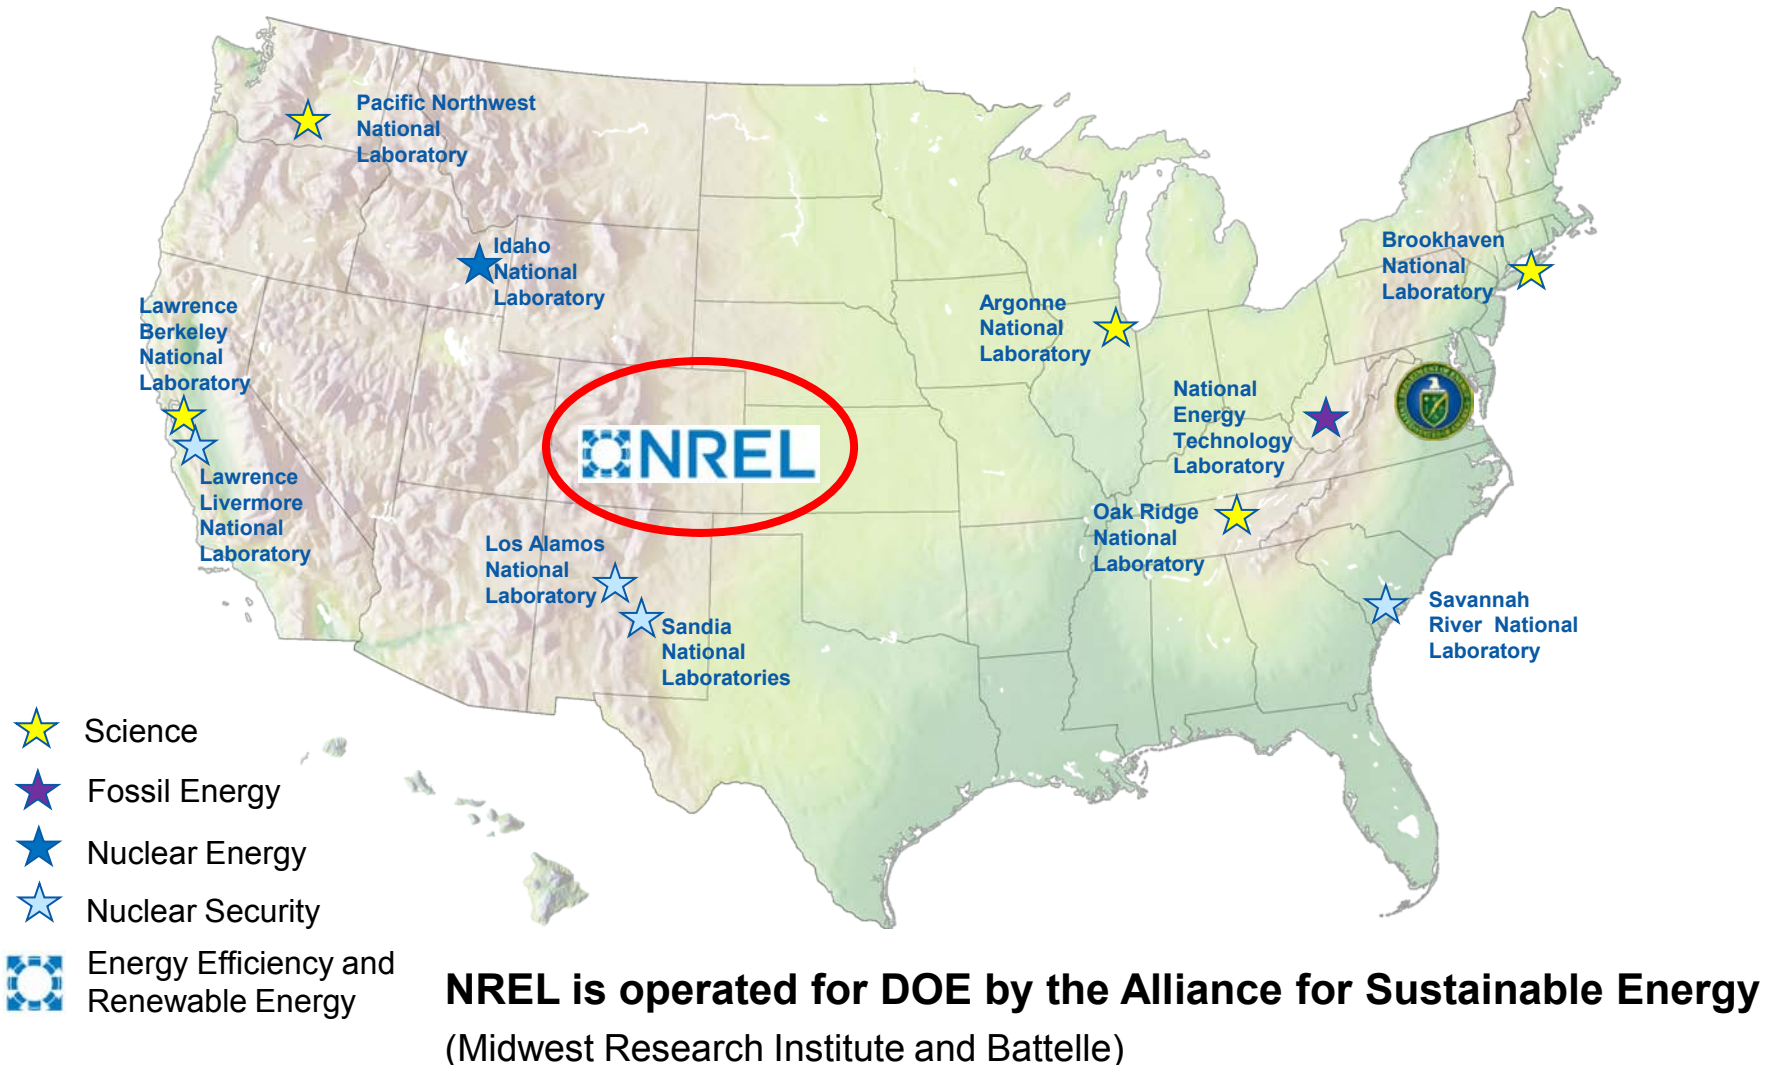 Pacific Northwest
National
Laboratory
Idaho
National
Laboratory
Brookhaven
National
Laboratory
Lawrence
Berkeley
National
Laboratory
Argonne
National
Laboratory
National
Energy
Technology
Laboratory
NREL
Lawrence
Livermore
National
Laboratory
Oak Ridge
National
Laboratory
Los Alamos
National
Laboratory
Sandia
National
Laboratories
Savannah
River National
Laboratory
Science
Fossil Energy
Nuclear Energy
Nuclear Security
Energy Efficiency and
Renewable Energy
NREL is operated for DOE by the Alliance for Sustainable Energy
(Midwest Research Institute and Battelle)